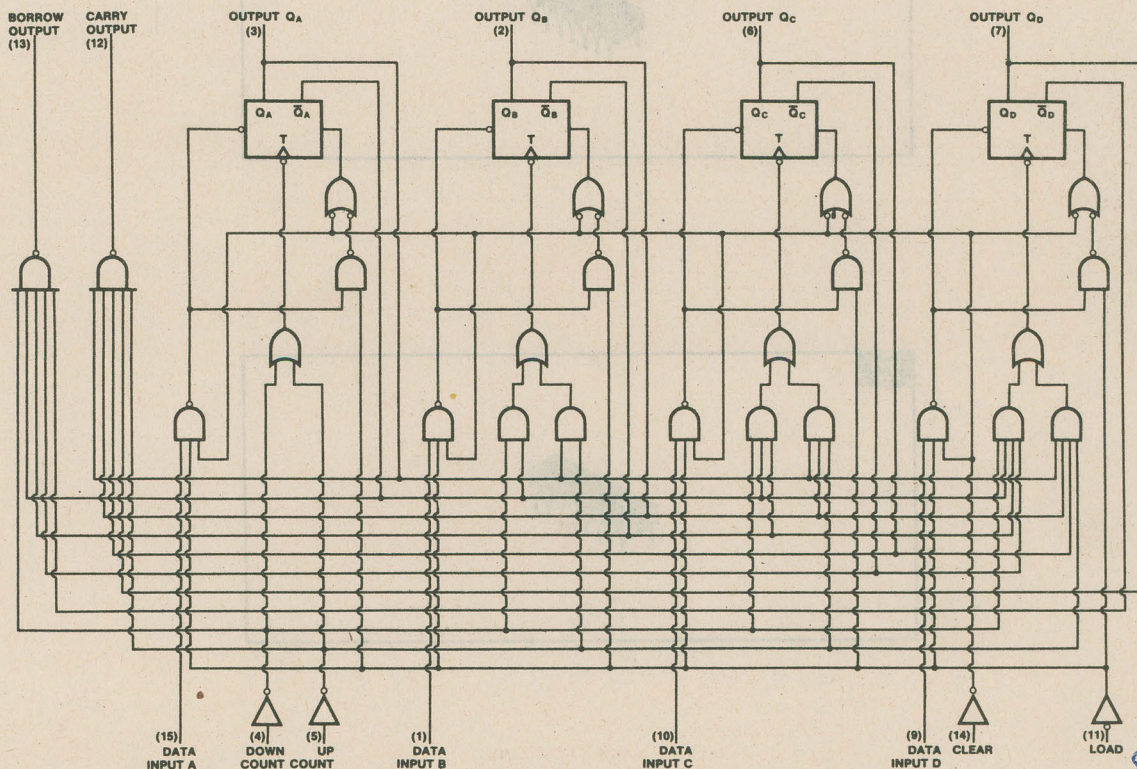 BORROW
OUTPUT
(13)
CARRY
OUTPUT
(12)
OUTPUT QA
(3)
OUTPUT QB
(2)
OUTPUT QC
(6)
OUTPUT QD
(7)
QA Q̅A
T
QB Q̅B
T
QC Q̅C
T
QD Q̅D
T
(15)
DATA
INPUT A
(4)
DOWN
COUNT
(5)
UP
COUNT
(1)
DATA
INPUT B
(10)
DATA
INPUT C
(9)
DATA
INPUT D
(14)
CLEAR
(11)
LOAD